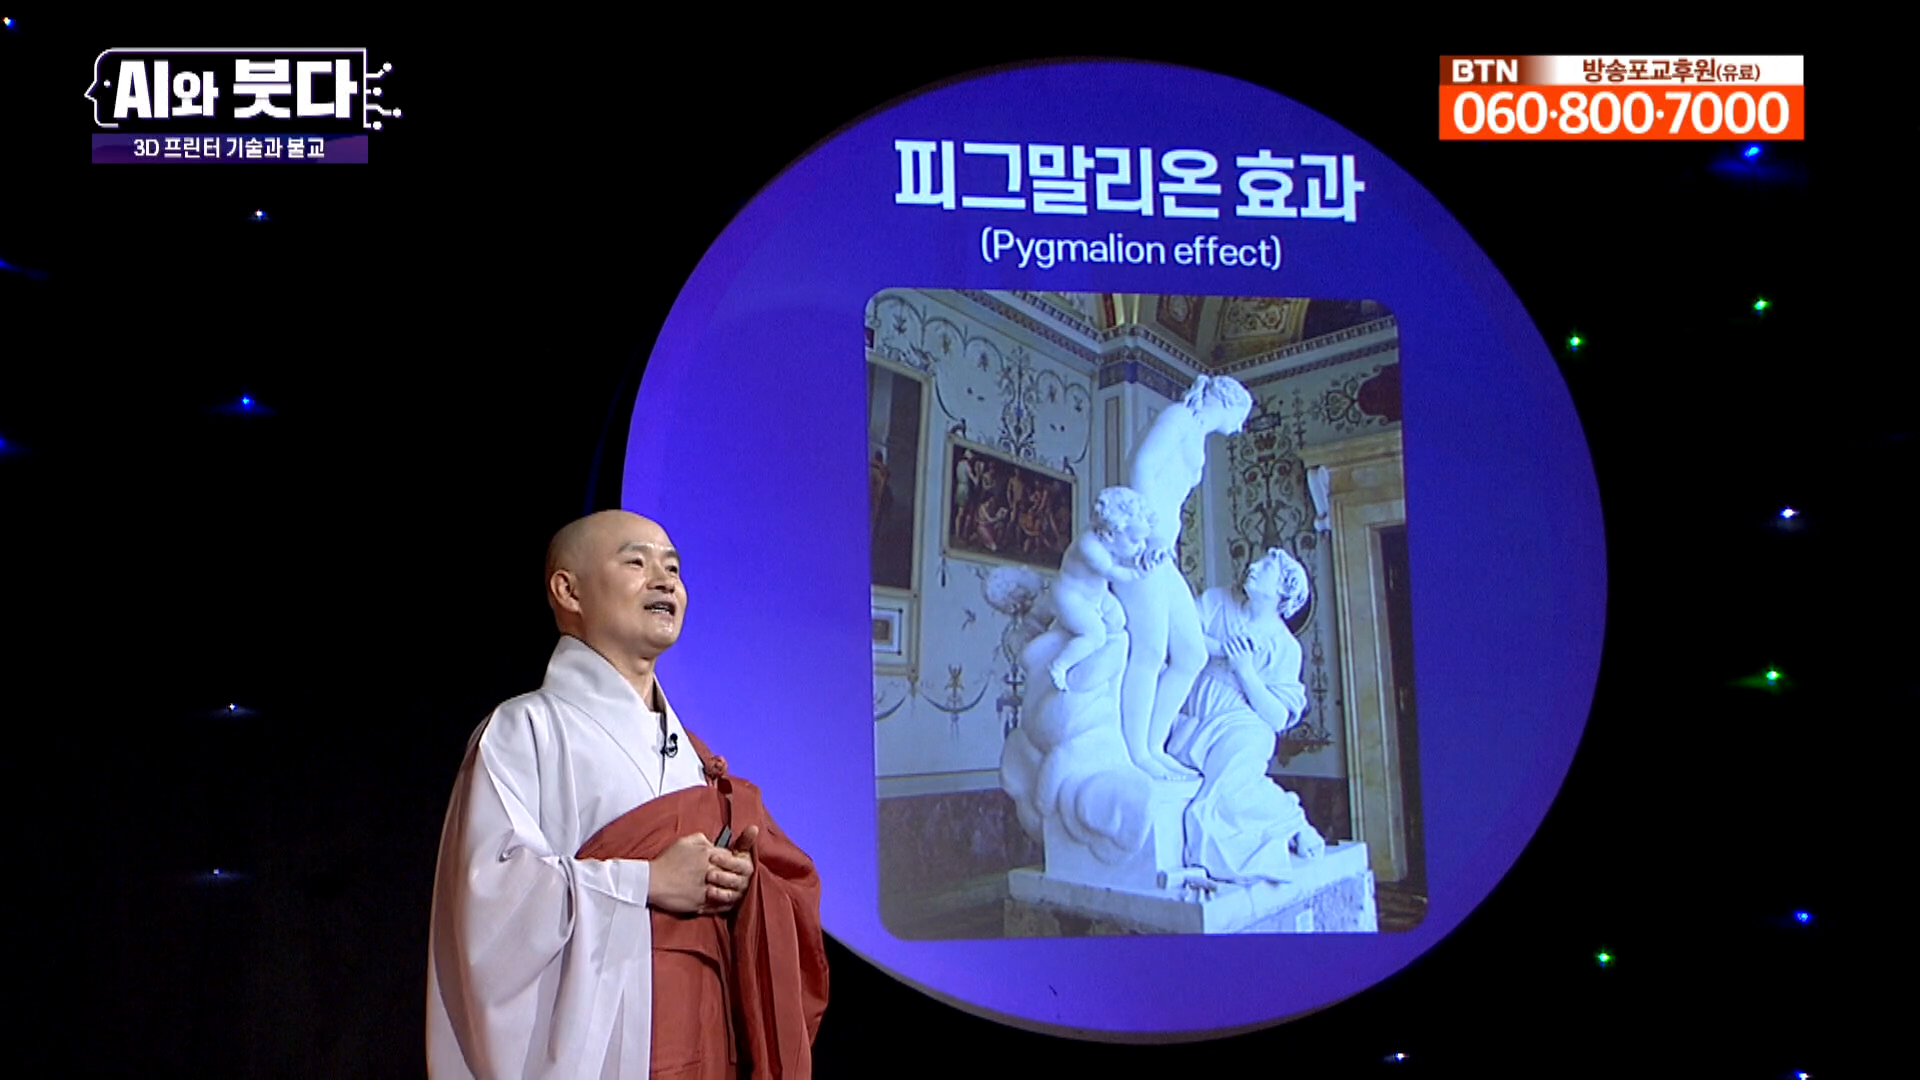 AI와 붓다
3D 프린터 기술과 불교
BTN 방송포교후원(유료)
060·800·7000
피그말리온 효과
(Pygmalion effect)